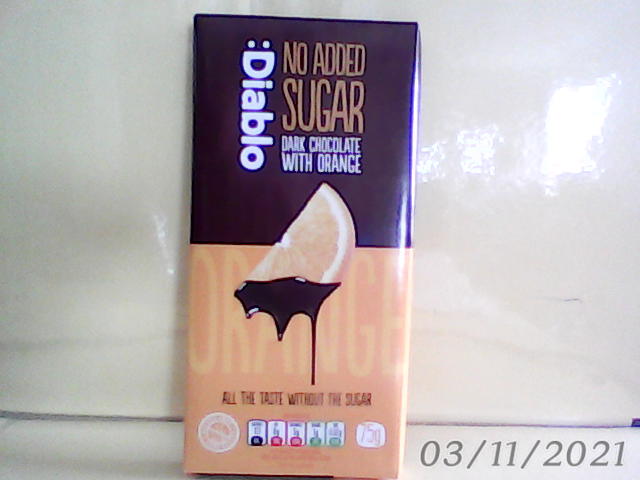 :Diablo
NO ADDED
SUGAR
DARK CHOCOLATE
WITH ORANGE
ORANGE
ALL THE TASTE WITHOUT THE SUGAR
75g
03/11/2021